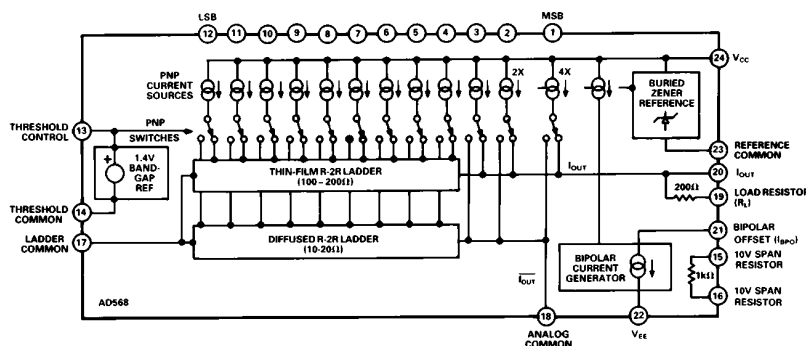 LSB
MSB
12
11
10
9
8
7
6
5
4
3
2
1
PNP
CURRENT
SOURCES
2X
4X
24
VCC
BURIED
ZENER
REFERENCE
THRESHOLD
CONTROL
13
PNP
SWITCHES
23
REFERENCE
COMMON
+
1.4V
BAND-
GAP
REF
THIN-FILM R-2R LADDER
(100–200Ω)
IOUT
20
IOUT
200Ω
19
LOAD RESISTOR
(RL)
THRESHOLD
COMMON
14
LADDER
COMMON
17
DIFFUSED R-2R LADDER
(10-20Ω)
21
BIPOLAR
OFFSET (IBPO)
BIPOLAR
CURRENT
GENERATOR
IOUT
15
10V SPAN
RESISTOR
1kΩ
16
10V SPAN
RESISTOR
AD568
18
ANALOG
COMMON
22
VEE